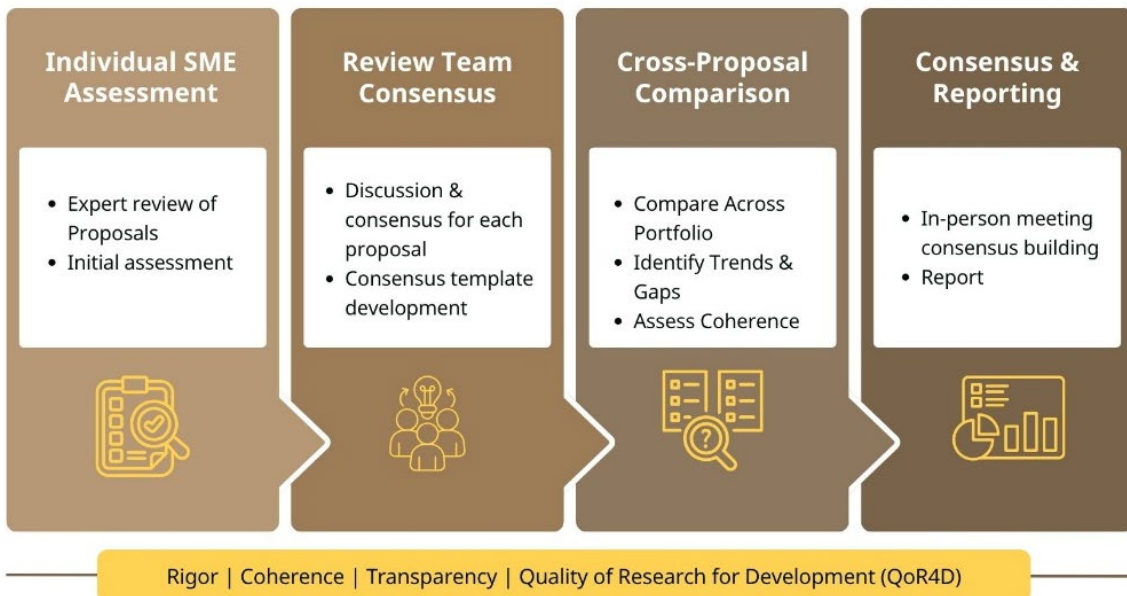 Individual SME
Assessment
• Expert review of
Proposals
• Initial assessment
Review Team
Consensus
• Discussion &
consensus for each
proposal
• Consensus template
development
Cross-Proposal
Comparison
• Compare Across
Portfolio
• Identify Trends &
Gaps
• Assess Coherence
?
Consensus &
Reporting
• In-person meeting
consensus building
• Report
Rigor | Coherence | Transparency | Quality of Research for Development (QoR4D)